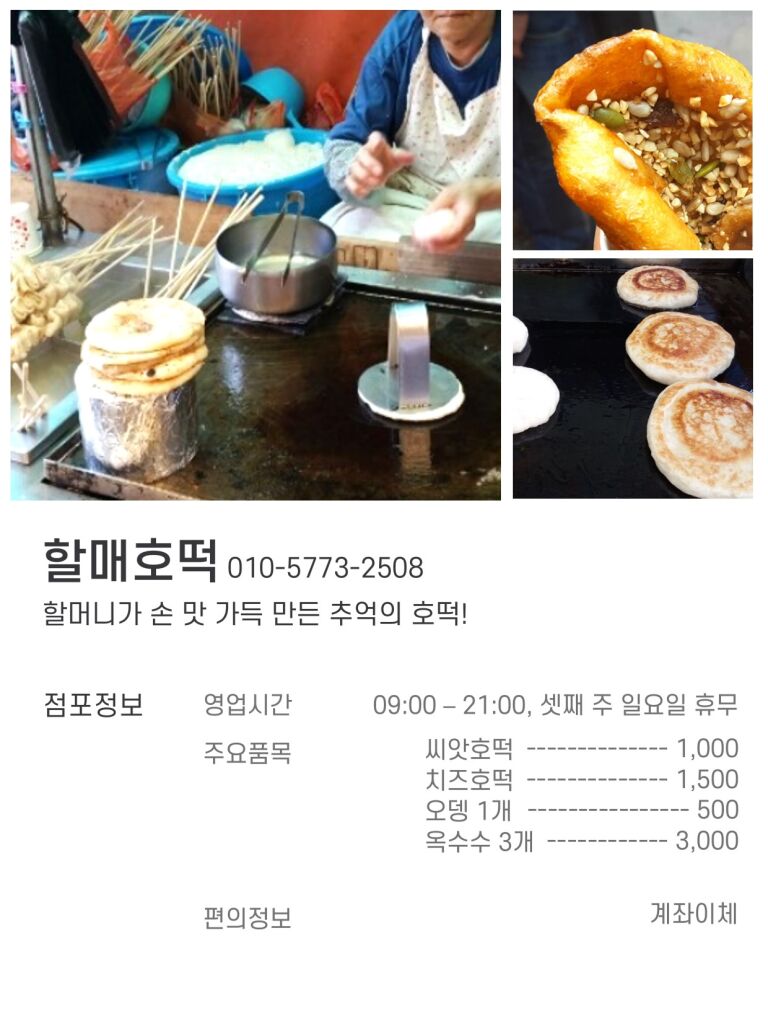 할매호떡 010-5773-2508
할머니가 손 맛 가득 만든 추억의 호떡!
점포정보 영업시간 09:00 – 21:00, 셋째 주 일요일 휴무
주요품목 씨앗호떡 -------------- 1,000
치즈호떡 -------------- 1,500
오뎅 1개 ---------------- 500
옥수수 3개 ------------ 3,000
편의정보 계좌이체